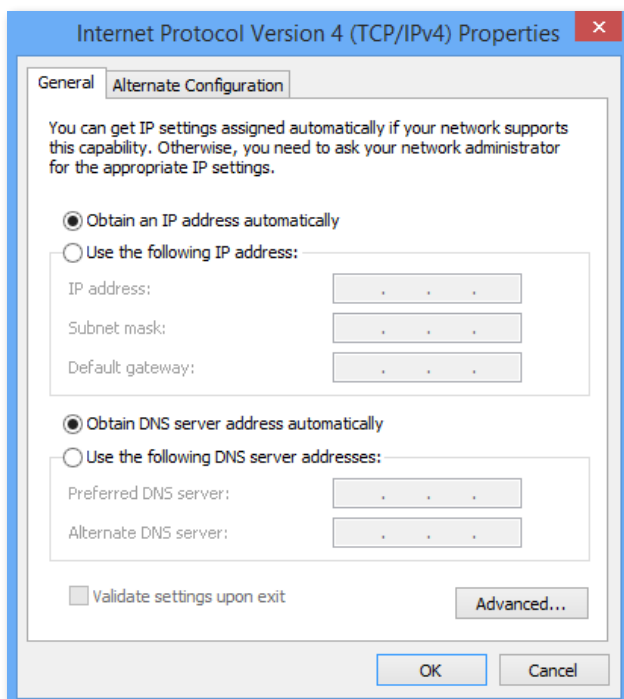 Internet Protocol Version 4 (TCP/IPv4) Properties
General
Alternate Configuration
You can get IP settings assigned automatically if your network supports
this capability. Otherwise, you need to ask your network administrator
for the appropriate IP settings.
Obtain an IP address automatically
Use the following IP address:
IP address:
Subnet mask:
Default gateway:
Obtain DNS server address automatically
Use the following DNS server addresses:
Preferred DNS server:
Alternate DNS server:
Validate settings upon exit
Advanced...
OK
Cancel